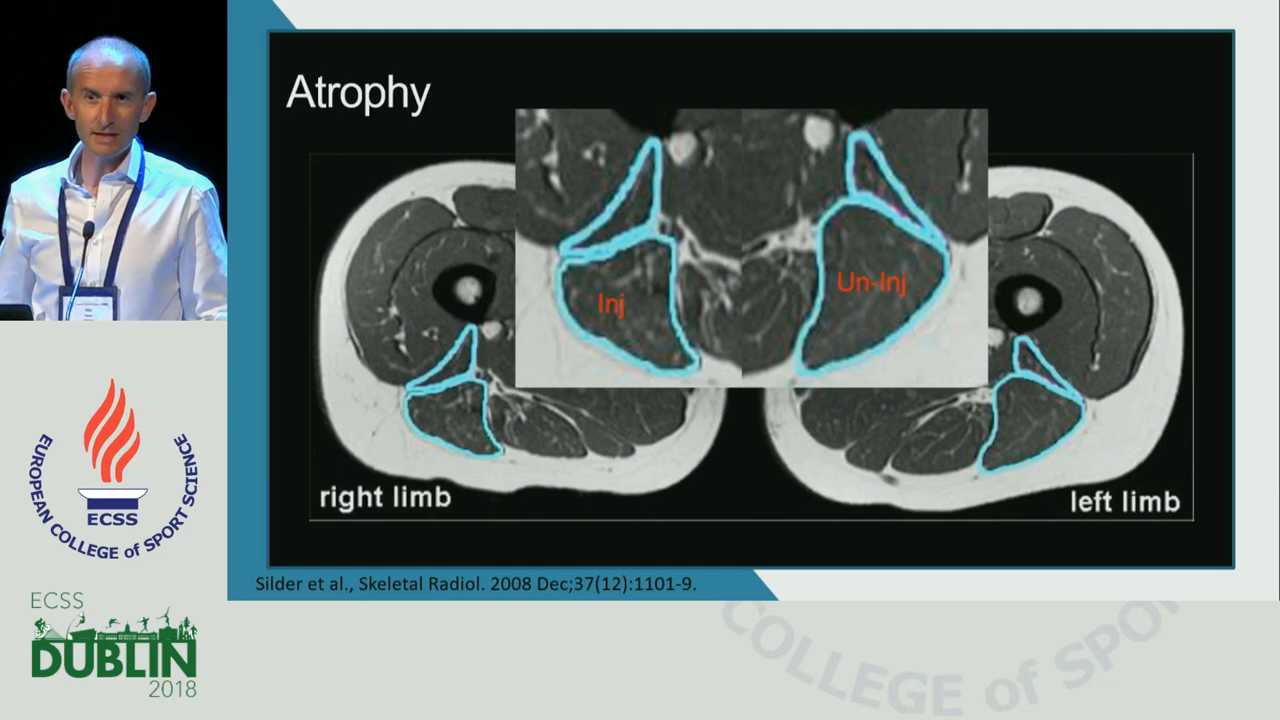 Atrophy
Inj
Un-Inj
right limb
left limb
Silder et al., Skeletal Radiol. 2008 Dec;37(12):1101-9.
EUROPEAN COLLEGE of SPORT SCIENCE
ECSS
ECSS
DUBLIN
2018
COLLEGE of SPOR